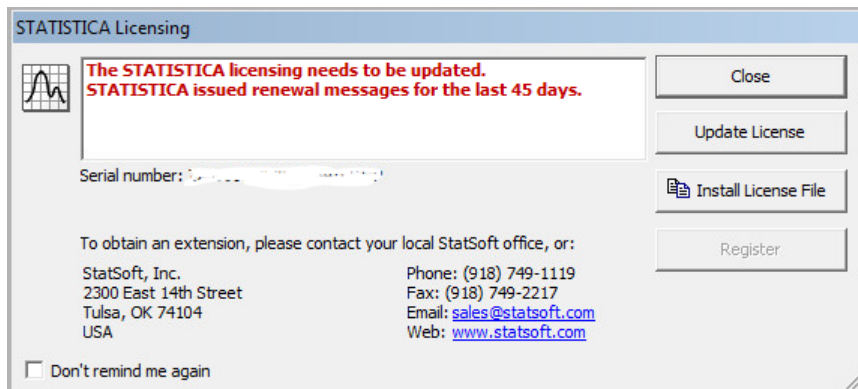 STATISTICA Licensing
The STATISTICA licensing needs to be updated.
STATISTICA issued renewal messages for the last 45 days.
Close
Update License
Install License File
Register
Serial number:
To obtain an extension, please contact your local StatSoft office, or:
StatSoft, Inc.
2300 East 14th Street
Tulsa, OK 74104
USA
Phone: (918) 749-1119
Fax: (918) 749-2217
Email: sales@statsoft.com
Web: www.statsoft.com
Don't remind me again